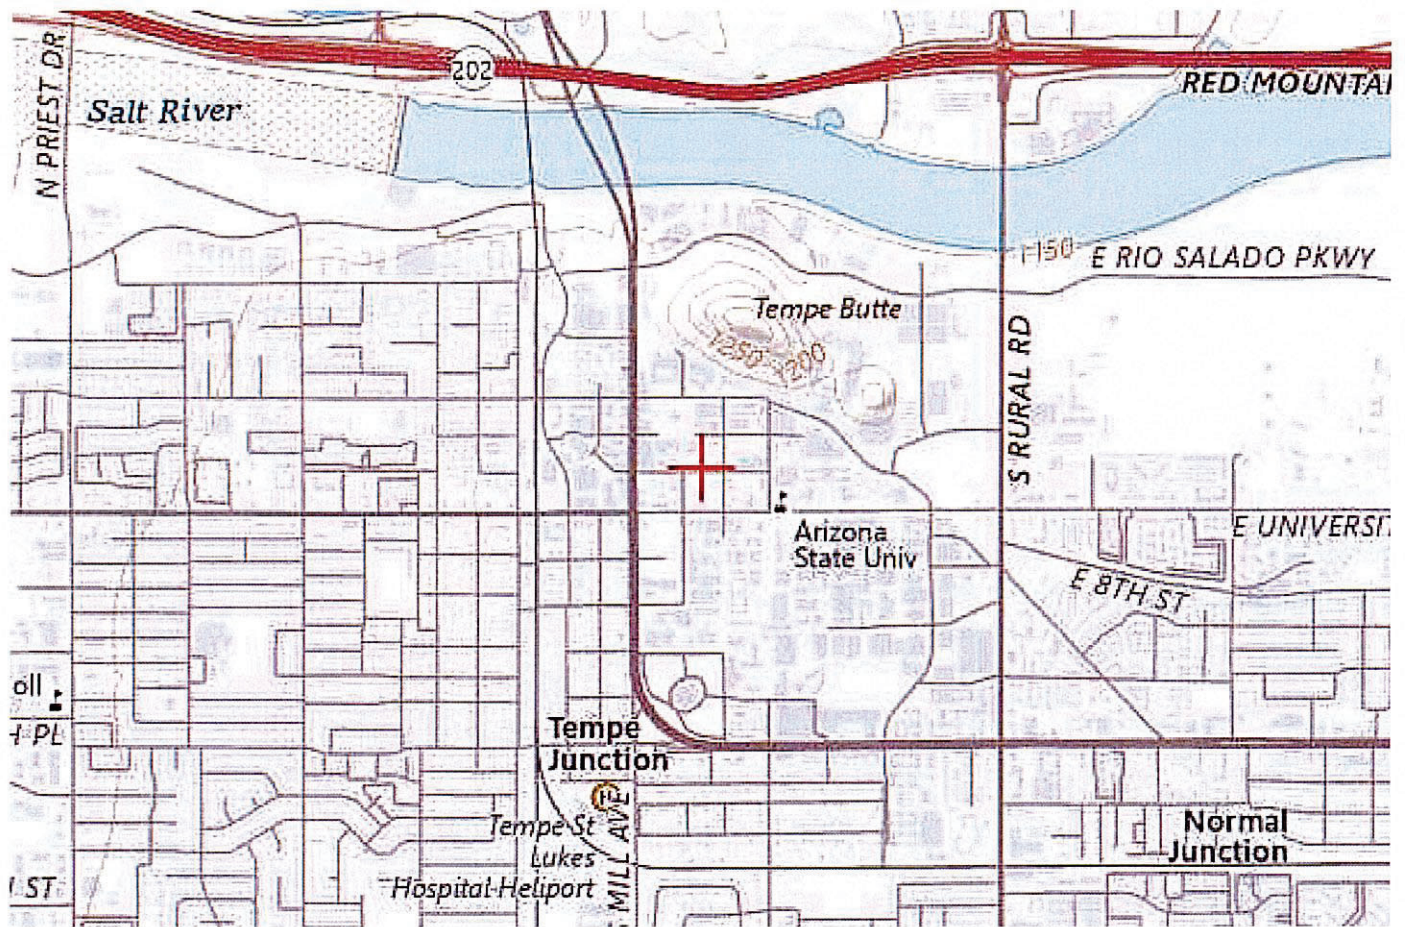 202
RED MOUNTAI
N PRIEST DR
Salt River
1150
E RIO SALADO PKWY
Tempe Butte
1250
1200
S RURAL RD
Arizona
State Univ
E UNIVERSIT
E 8TH ST
oll
H PL
Tempe
Junction
H
Tempe St
Lukes
Hospital Heliport
S MILL AVE
Normal
Junction
ST